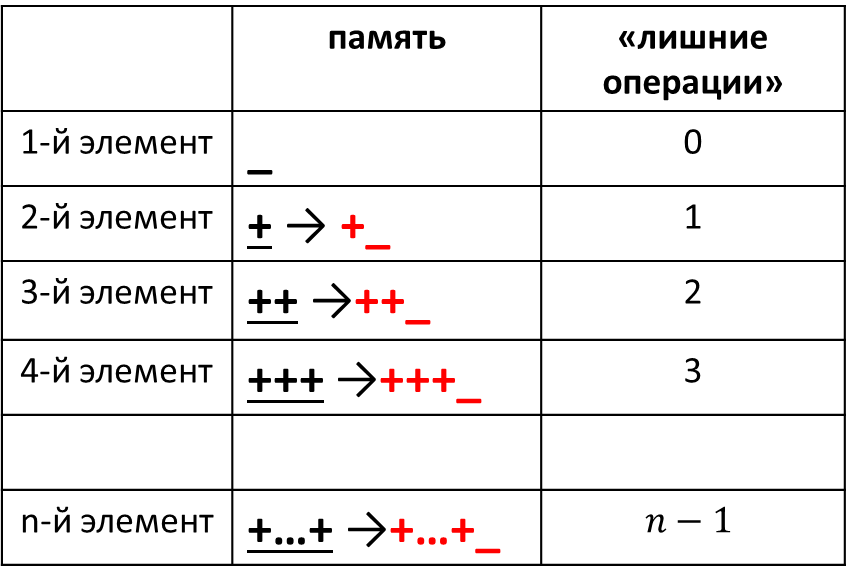 память «лишние
операции»
1-й элемент _ 0
2-й элемент + → +_ 1
3-й элемент ++ →++_ 2
4-й элемент +++ →+++_ 3
n-й элемент +...+ →+...+_ n − 1